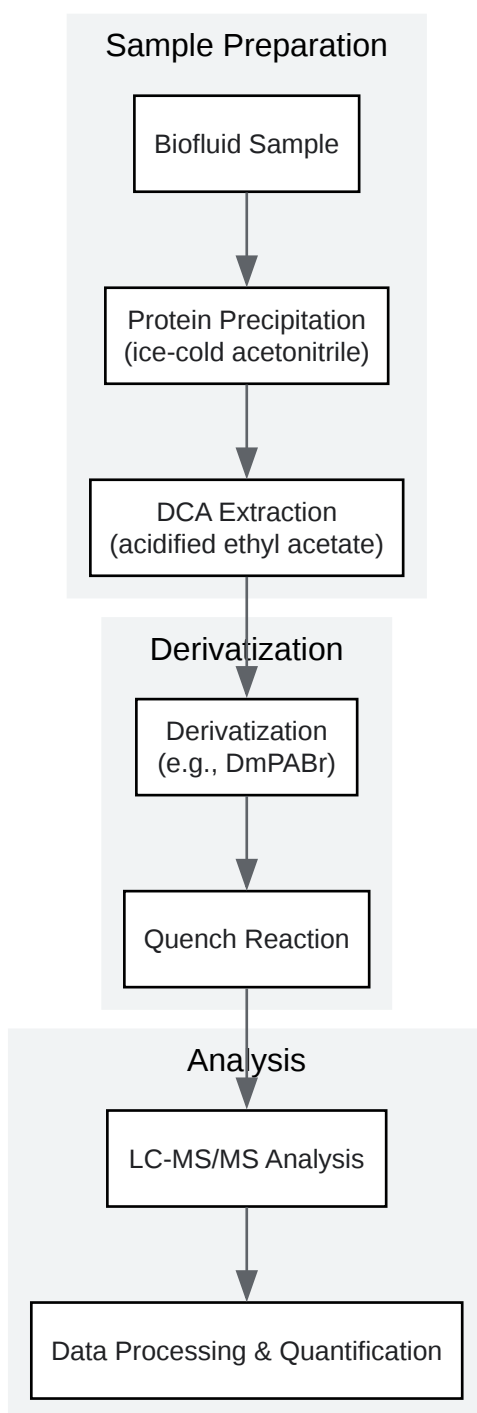 Sample Preparation
Biofluid Sample
Protein Precipitation
(ice-cold acetonitrile)
DCA Extraction
(acidified ethyl acetate)
Derivatization
Derivatization
(e.g., DmPABr)
Quench Reaction
Analysis
LC-MS/MS Analysis
Data Processing & Quantification